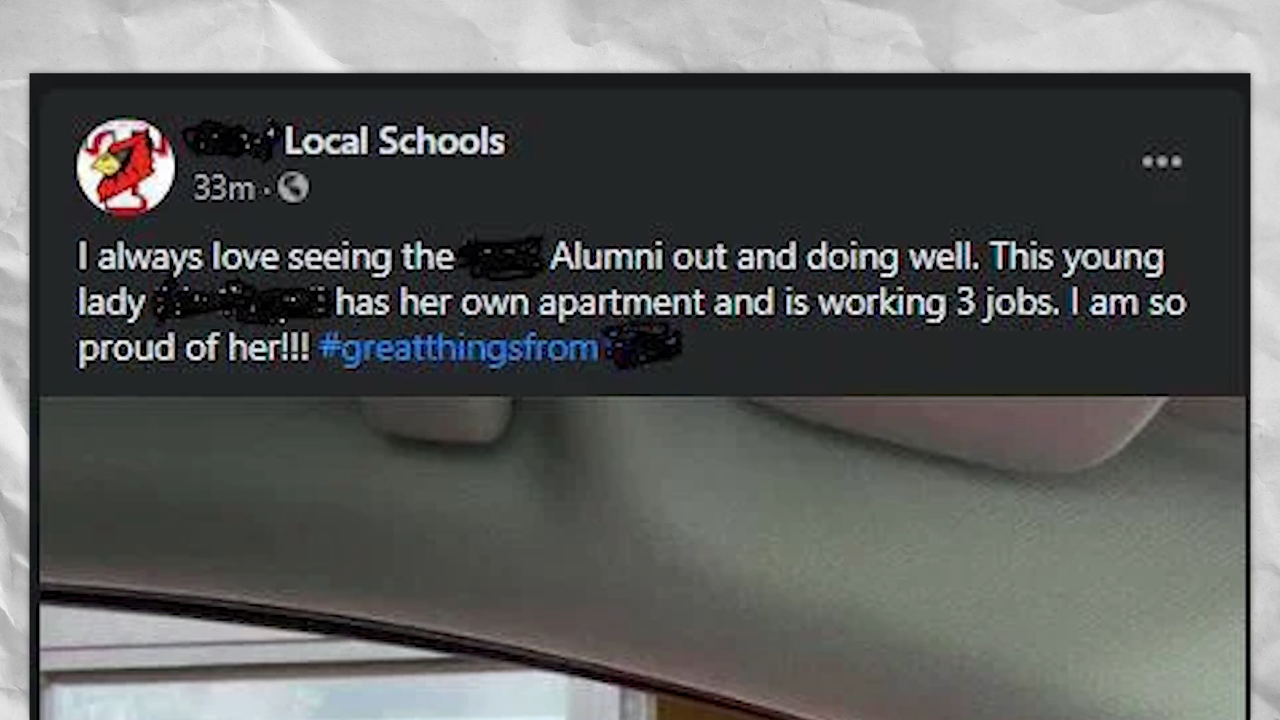 Local Schools
33m ·
I always love seeing the Alumni out and doing well. This young
lady has her own apartment and is working 3 jobs. I am so
proud of her!!! #greatthingsfrom